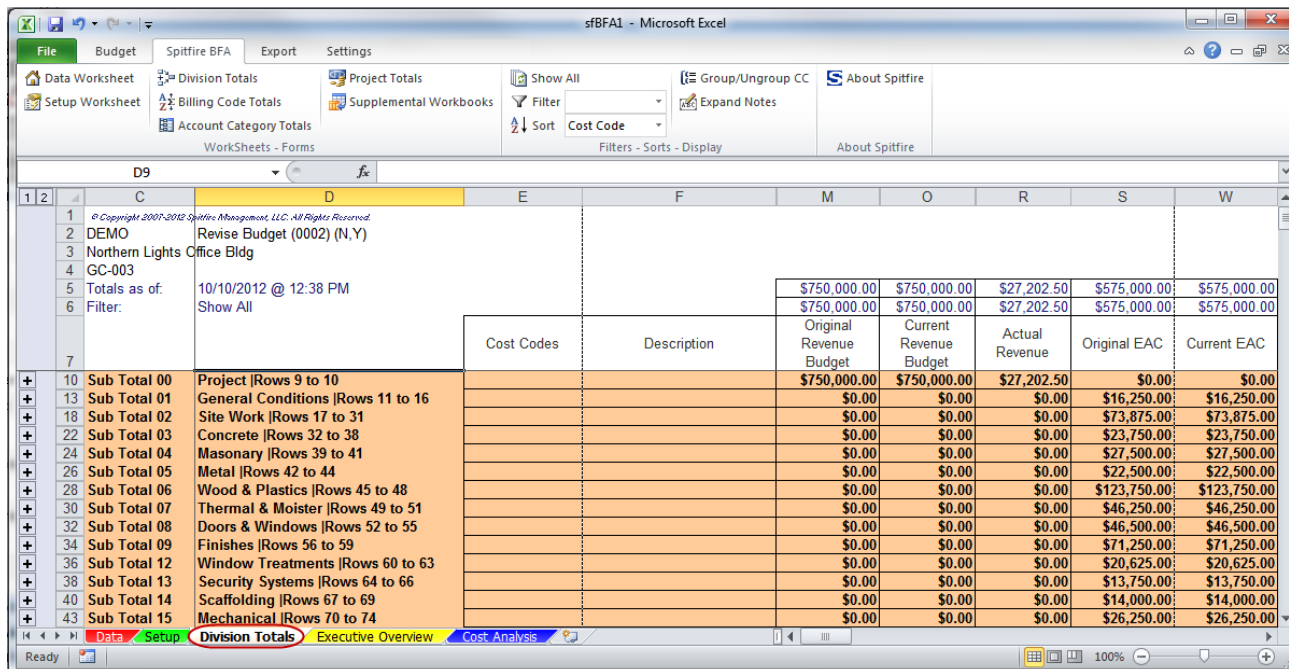 sfBFA1 - Microsoft Excel
File Budget Spitfire BFA Export Settings
Data Worksheet Division Totals Project Totals Show All Group/Ungroup CC About Spitfire
Setup Worksheet Billing Code Totals Supplemental Workbooks Filter Expand Notes
Account Category Totals Sort Cost Code
WorkSheets - Forms Filters - Sorts - Display About Spitfire
D9 fx
1 2 C D E F M O R S W
1 © Copyright 2007-2012 Spitfire Management, LLC. All Rights Reserved.
2 DEMO Revise Budget (0002) (N,Y)
3 Northern Lights Office Bldg
4 GC-003
5 Totals as of: 10/10/2012 @ 12:38 PM $750,000.00 $750,000.00 $27,202.50 $575,000.00 $575,000.00
6 Filter: Show All $750,000.00 $750,000.00 $27,202.50 $575,000.00 $575,000.00
7 Cost Codes Description Original Revenue Budget Current Revenue Budget Actual Revenue Original EAC Current EAC
10 Sub Total 00 Project |Rows 9 to 10 $750,000.00 $750,000.00 $27,202.50 $0.00 $0.00
13 Sub Total 01 General Conditions |Rows 11 to 16 $0.00 $0.00 $0.00 $16,250.00 $16,250.00
18 Sub Total 02 Site Work |Rows 17 to 31 $0.00 $0.00 $0.00 $73,875.00 $73,875.00
22 Sub Total 03 Concrete |Rows 32 to 38 $0.00 $0.00 $0.00 $23,750.00 $23,750.00
24 Sub Total 04 Masonary |Rows 39 to 41 $0.00 $0.00 $0.00 $27,500.00 $27,500.00
26 Sub Total 05 Metal |Rows 42 to 44 $0.00 $0.00 $0.00 $22,500.00 $22,500.00
28 Sub Total 06 Wood & Plastics |Rows 45 to 48 $0.00 $0.00 $0.00 $123,750.00 $123,750.00
30 Sub Total 07 Thermal & Moister |Rows 49 to 51 $0.00 $0.00 $0.00 $46,250.00 $46,250.00
32 Sub Total 08 Doors & Windows |Rows 52 to 55 $0.00 $0.00 $0.00 $46,500.00 $46,500.00
34 Sub Total 09 Finishes |Rows 56 to 59 $0.00 $0.00 $0.00 $71,250.00 $71,250.00
36 Sub Total 12 Window Treatments |Rows 60 to 63 $0.00 $0.00 $0.00 $20,625.00 $20,625.00
38 Sub Total 13 Security Systems |Rows 64 to 66 $0.00 $0.00 $0.00 $13,750.00 $13,750.00
40 Sub Total 14 Scaffolding |Rows 67 to 69 $0.00 $0.00 $0.00 $14,000.00 $14,000.00
43 Sub Total 15 Mechanical |Rows 70 to 74 $0.00 $0.00 $0.00 $26,250.00 $26,250.00
Data Setup Division Totals Executive Overview Cost Analysis
Ready 100%